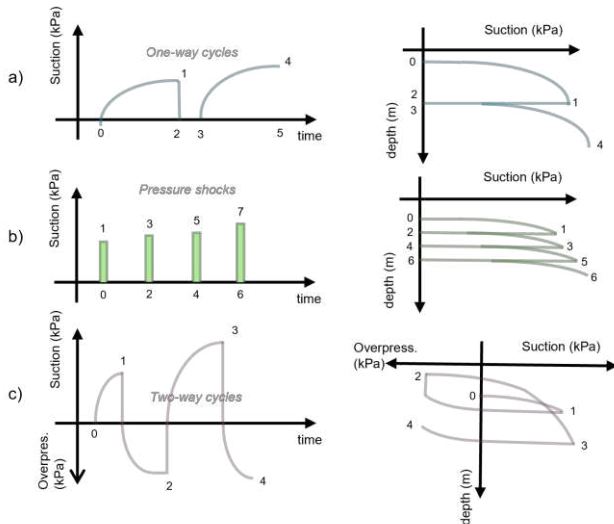 a)
Suction (kPa)
One-way cycles
1
4
0
2
3
5
time
Suction (kPa)
0
2
3
1
4
depth (m)
b)
Suction (kPa)
Pressure shocks
1
3
5
7
0
2
4
6
time
Suction (kPa)
0
2
4
6
1
3
5
6
depth (m)
c)
Suction (kPa)
Overpress.
(kPa)
Two-way cycles
0
1
2
3
4
time
Overpress.
(kPa)
Suction (kPa)
2
0
1
4
3
depth (m)